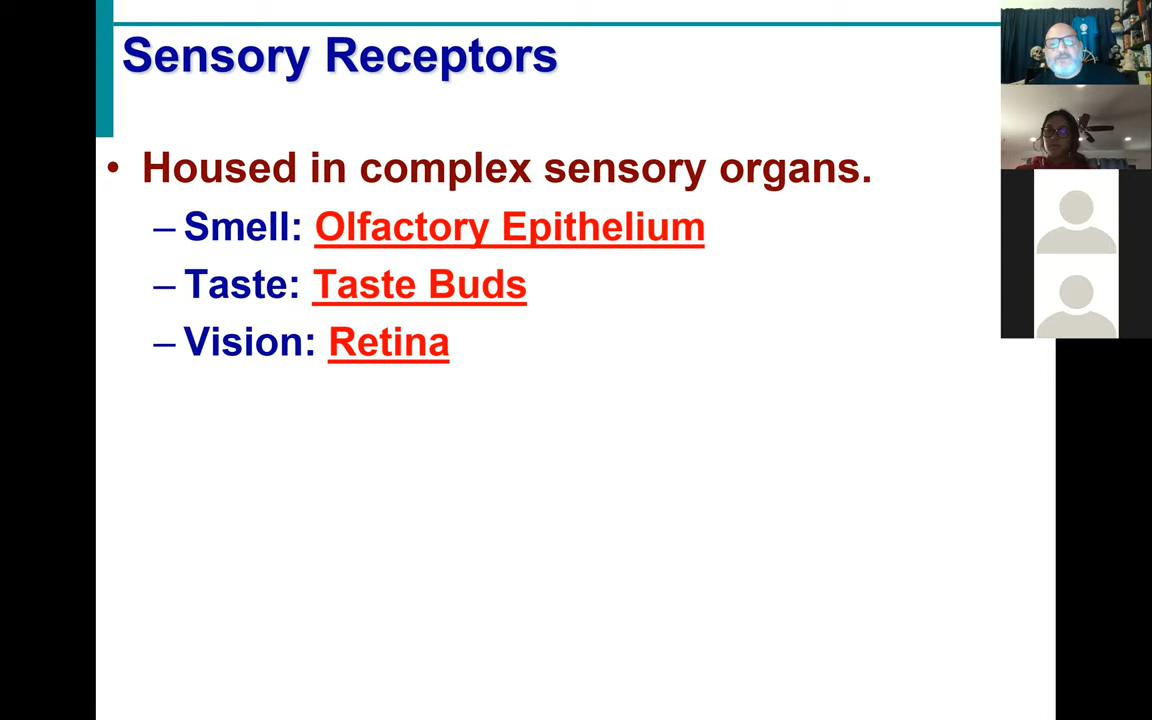 Sensory Receptors
• Housed in complex sensory organs.
– Smell: Olfactory Epithelium
– Taste: Taste Buds
– Vision: Retina